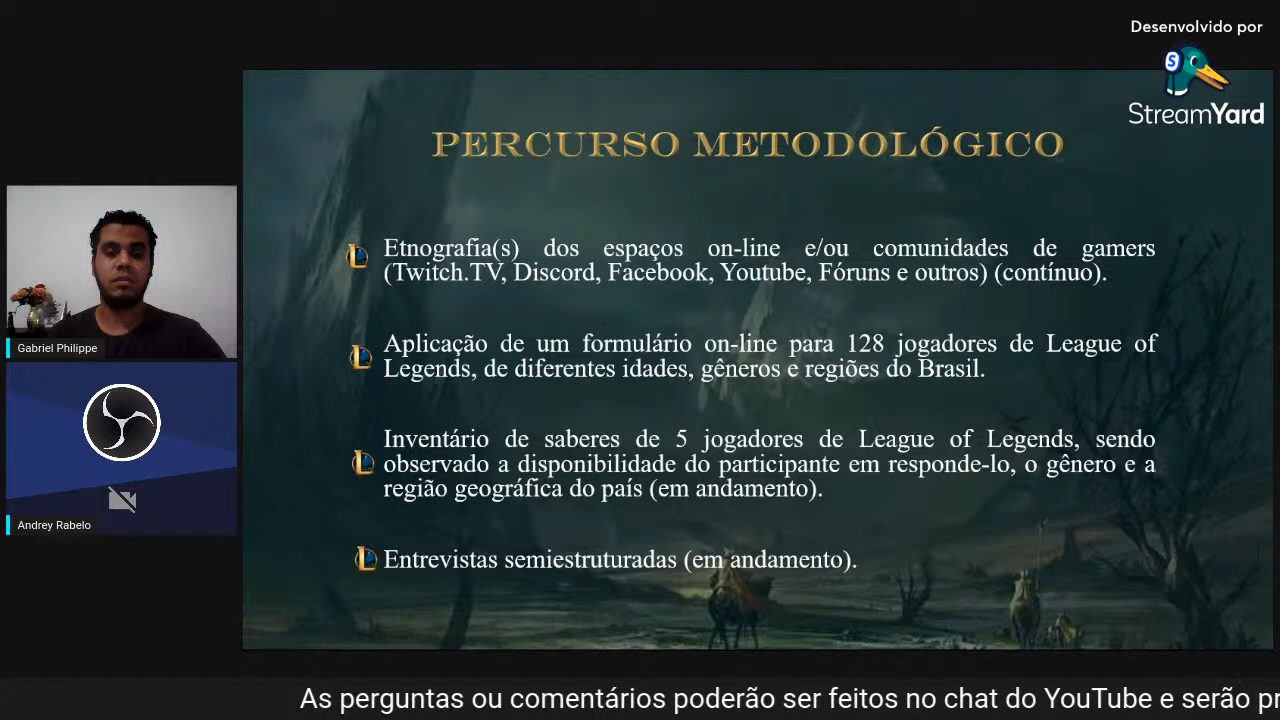 Desenvolvido por
StreamYard
PERCURSO METODOLÓGICO
Etnografia(s) dos espaços on-line e/ou comunidades de gamers
(Twitch.TV, Discord, Facebook, Youtube, Fóruns e outros) (contínuo).
Aplicação de um formulário on-line para 128 jogadores de League of
Legends, de diferentes idades, gêneros e regiões do Brasil.
Inventário de saberes de 5 jogadores de League of Legends, sendo
observado a disponibilidade do participante em responde-lo, o gênero e a
região geográfica do país (em andamento).
Entrevistas semiestruturadas (em andamento).
Gabriel Philippe
Andrey Rabelo
As perguntas ou comentários poderão ser feitos no chat do YouTube e serão